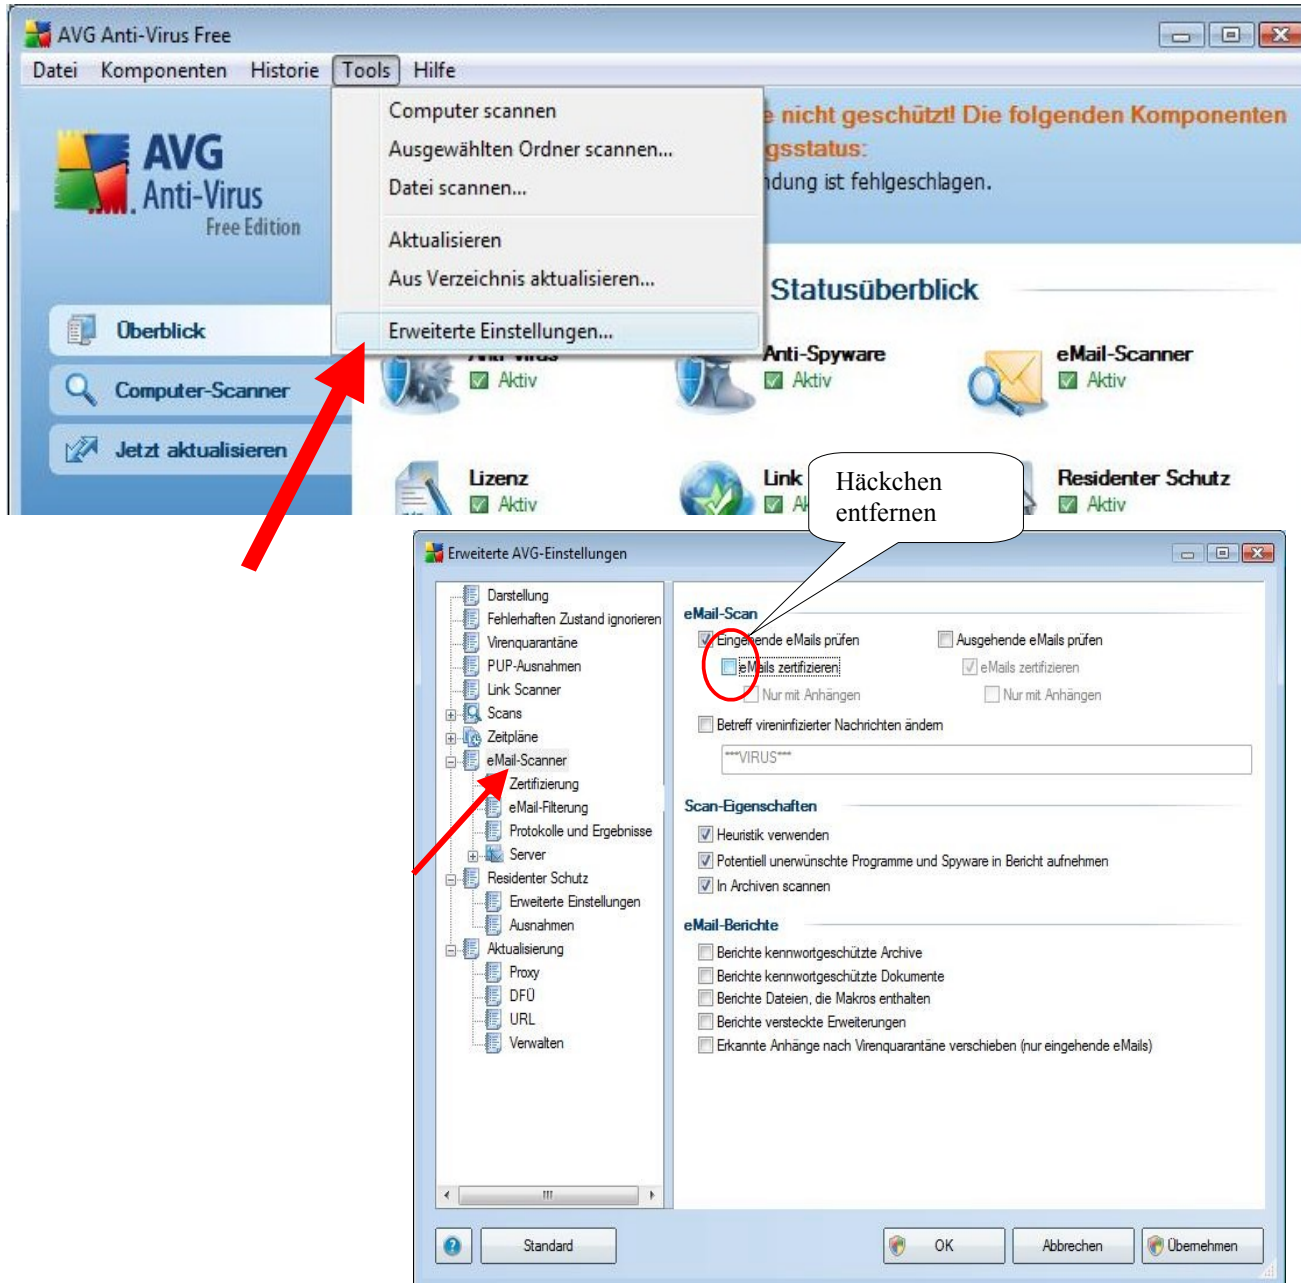 AVG Anti-Virus Free
Datei Komponenten Historie Tools Hilfe
Computer scannen
Ausgewählten Ordner scannen...
Datei scannen...
Aktualisieren
Aus Verzeichnis aktualisieren...
Erweiterte Einstellungen...
e nicht geschützt! Die folgenden Komponenten
gsstatus:
ndung ist fehlgeschlagen.
AVG
Anti-Virus
Free Edition
Überblick
Computer-Scanner
Jetzt aktualisieren
Statusüberblick
Anti-Virus
Aktiv
Anti-Spyware
Aktiv
eMail-Scanner
Aktiv
Lizenz
Aktiv
Link
Ak
Residenter Schutz
Aktiv
Häckchen
entfernen
Erweiterte AVG-Einstellungen
Darstellung
Fehlerhaften Zustand ignorieren
Virenquarantäne
PUP-Ausnahmen
Link Scanner
Scans
Zeitpläne
eMail-Scanner
Zertifizierung
eMail-Filterung
Protokolle und Ergebnisse
Server
Residenter Schutz
Erweiterte Einstellungen
Ausnahmen
Aktualisierung
Proxy
DFÜ
URL
Verwalten
eMail-Scan
Eingehende eMails prüfen
Ausgehende eMails prüfen
eMails zertifizieren
eMails zertifizieren
Nur mit Anhängen
Nur mit Anhängen
Betreff vireninfizierter Nachrichten ändern
***VIRUS***
Scan-Eigenschaften
Heuristik verwenden
Potentiell unerwünschte Programme und Spyware in Bericht aufnehmen
In Archiven scannen
eMail-Berichte
Berichte kennwortgeschützte Archive
Berichte kennwortgeschützte Dokumente
Berichte Dateien, die Makros enthalten
Berichte versteckte Erweiterungen
Erkannte Anhänge nach Virenquarantäne verschieben (nur eingehende eMails)
Standard
OK
Abbrechen
Übernehmen